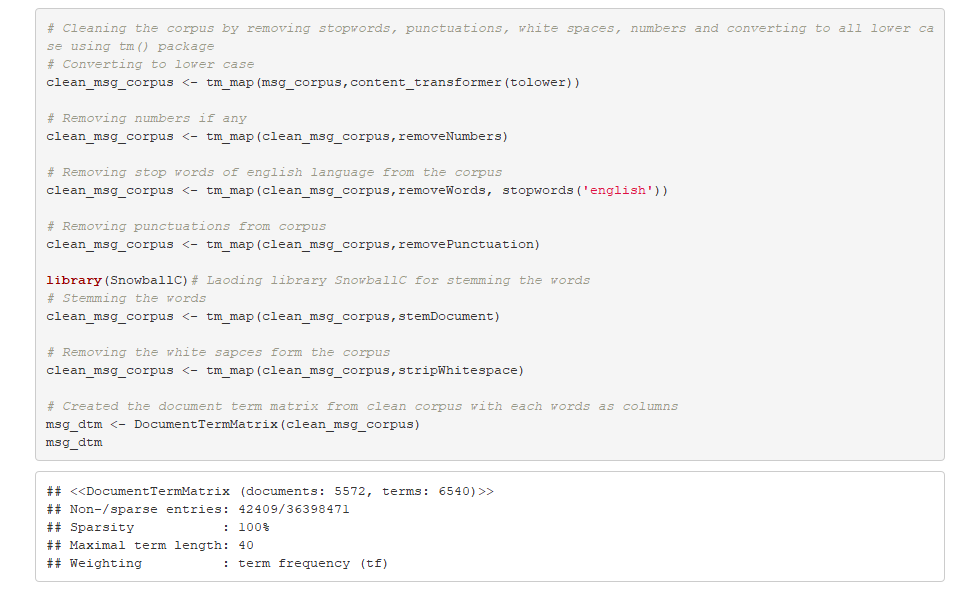 # Cleaning the corpus by removing stopwords, punctuations, white spaces, numbers and converting to all lower ca
se using tm() package
# Converting to lower case
clean_msg_corpus <- tm_map(msg_corpus,content_transformer(tolower))
# Removing numbers if any
clean_msg_corpus <- tm_map(clean_msg_corpus,removeNumbers)
# Removing stop words of english language from the corpus
clean_msg_corpus <- tm_map(clean_msg_corpus,removeWords, stopwords('english'))
# Removing punctuations from corpus
clean_msg_corpus <- tm_map(clean_msg_corpus,removePunctuation)
library(SnowballC)# Laoding library SnowballC for stemming the words
# Stemming the words
clean_msg_corpus <- tm_map(clean_msg_corpus,stemDocument)
# Removing the white sapces form the corpus
clean_msg_corpus <- tm_map(clean_msg_corpus,stripWhitespace)
# Created the document term matrix from clean corpus with each words as columns
msg_dtm <- DocumentTermMatrix(clean_msg_corpus)
msg_dtm
## <<DocumentTermMatrix (documents: 5572, terms: 6540)>>
## Non-/sparse entries: 42409/36398471
## Sparsity           : 100%
## Maximal term length: 40
## Weighting          : term frequency (tf)